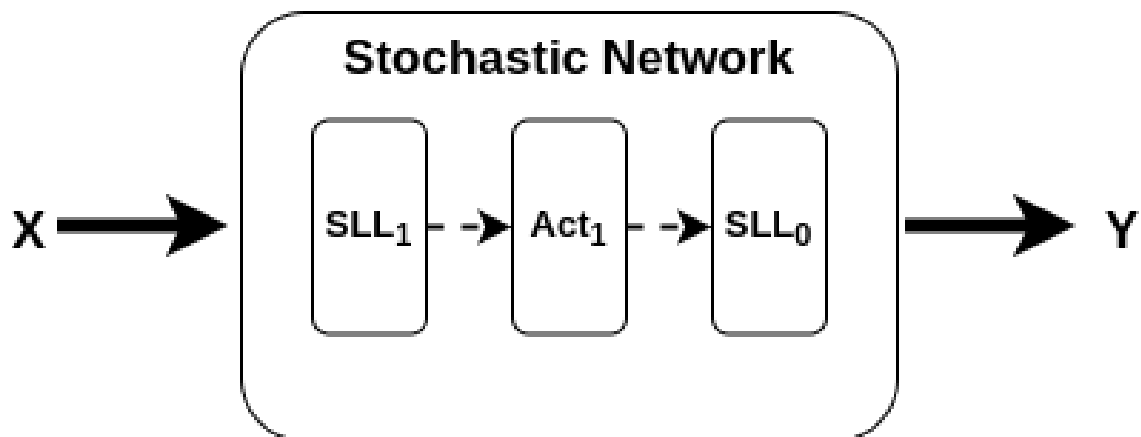 Stochastic Network
X
SLL₁
Act₁
SLL₀
Y